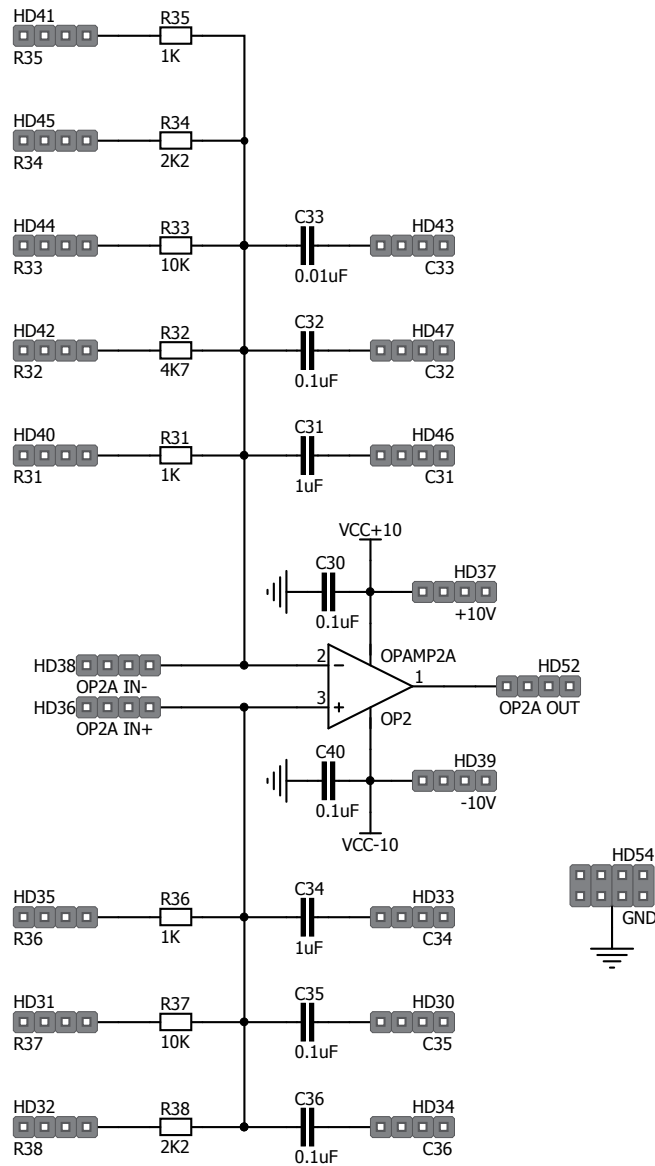 HD41
R35
R35
1K
HD45
R34
R34
2K2
HD44
R33
R33
10K
C33
0.01uF
HD43
C33
HD42
R32
R32
4K7
C32
0.1uF
HD47
C32
HD40
R31
R31
1K
C31
1uF
HD46
C31
VCC+10
C30
0.1uF
HD37
+10V
HD38
OP2A IN-
2
OPAMP2A
1
HD52
OP2A OUT
HD36
OP2A IN+
3
OP2
C40
0.1uF
HD39
-10V
VCC-10
HD54
GND
HD35
R36
R36
1K
C34
1uF
HD33
C34
HD31
R37
R37
10K
C35
0.1uF
HD30
C35
HD32
R38
R38
2K2
C36
0.1uF
HD34
C36